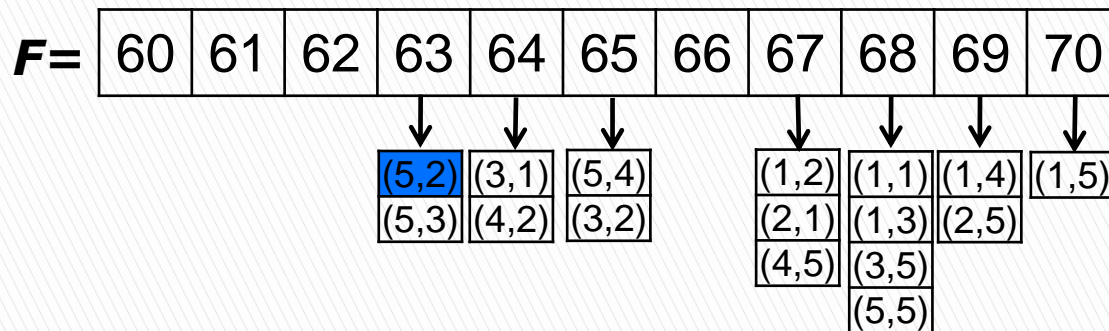 F= 60 61 62 63 64 65 66 67 68 69 70
(5,2) (3,1) (5,4) (1,2) (1,1) (1,4) (1,5)
(5,3) (4,2) (3,2) (2,1) (1,3) (2,5)
(4,5) (3,5)
(5,5)